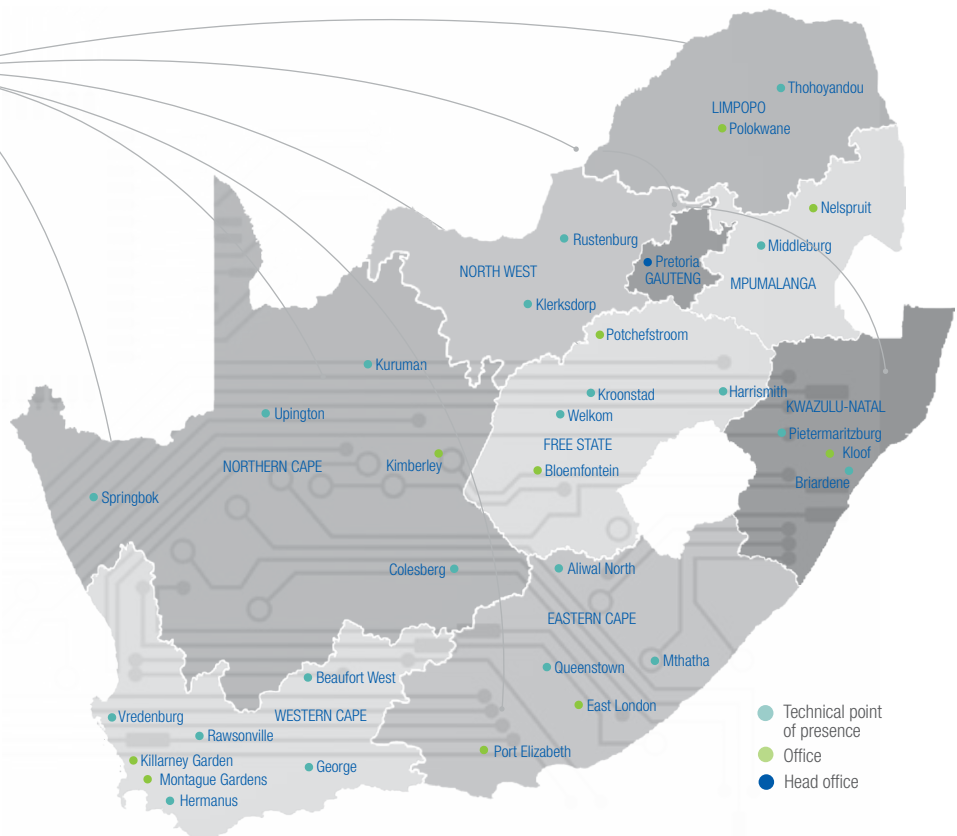 Thohoyandou
LIMPOPO
Polokwane
Nelspruit
Rustenburg
Middleburg
Pretoria
GAUTENG
NORTH WEST
MPUMALANGA
Klerksdorp
Potchefstroom
Kuruman
Kroonstad
Harrismith
Upington
Welkom
KWAZULU-NATAL
Pietermaritzburg
FREE STATE
Kloof
NORTHERN CAPE
Kimberley
Bloemfontein
Briardene
Springbok
Colesberg
Aliwal North
EASTERN CAPE
Queenstown
Mthatha
Beaufort West
East London
Vredenburg
WESTERN CAPE
Rawsonville
Port Elizabeth
Killarney Garden
George
Montague Gardens
Hermanus
Technical point
of presence
Office
Head office